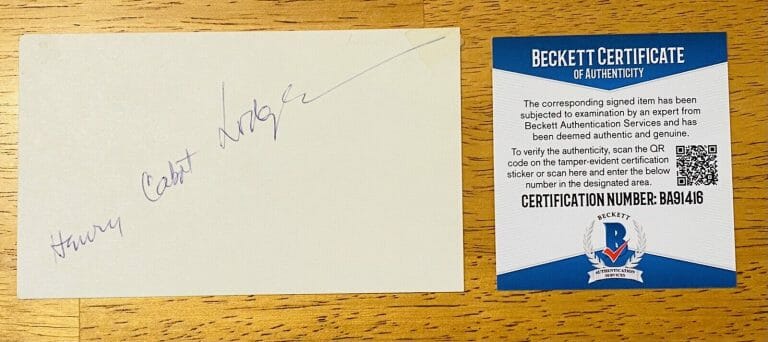 Henry Cabot Lodge
BECKETT CERTIFICATE
OF AUTHENTICITY
The corresponding signed item has been
subjected to examination by an expert from
Beckett Authentication Services and has
been deemed authentic and genuine.
To verify the authenticity, scan the QR
code on the tamper-evident certification
sticker or scan here and enter the below
number in the designated area.
CERTIFICATION NUMBER: BA91416
BECKETT
B
AUTHENTICATION
SERVICES